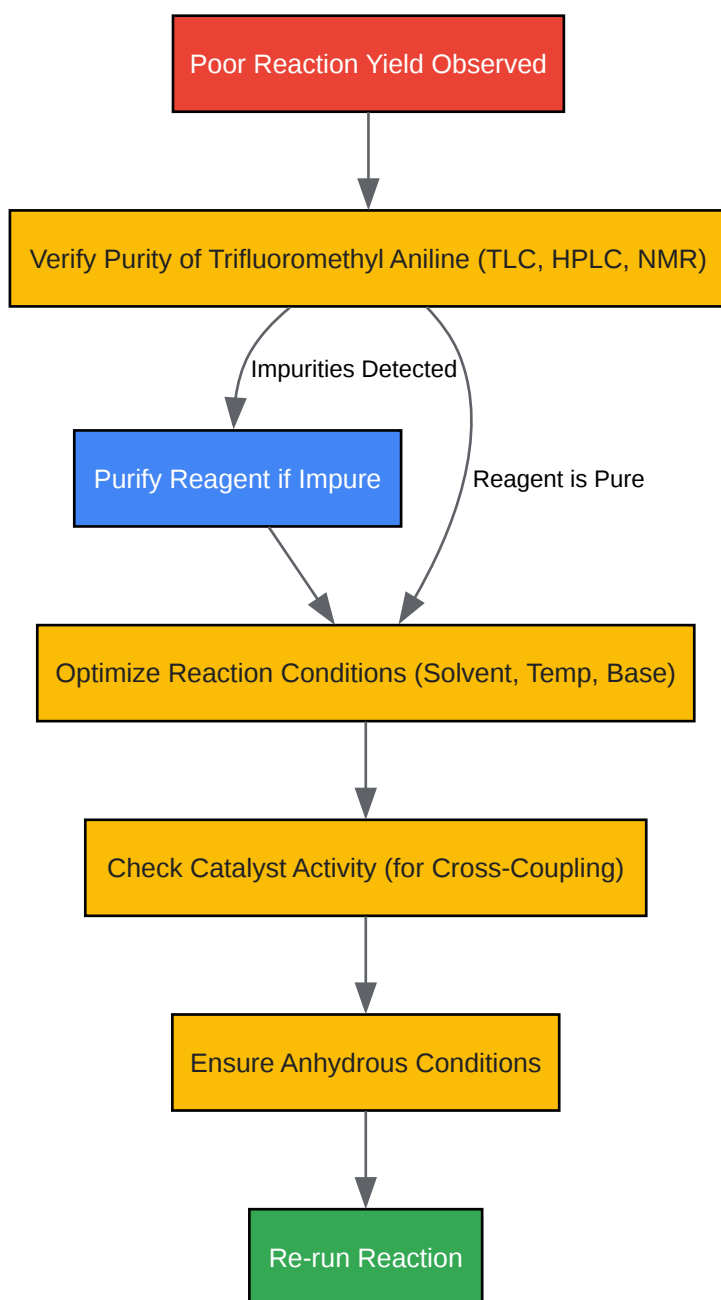 Poor Reaction Yield Observed
Verify Purity of Trifluoromethyl Aniline (TLC, HPLC, NMR)
Impurities Detected
Purify Reagent if Impure
Reagent is Pure
Optimize Reaction Conditions (Solvent, Temp, Base)
Check Catalyst Activity (for Cross-Coupling)
Ensure Anhydrous Conditions
Re-run Reaction